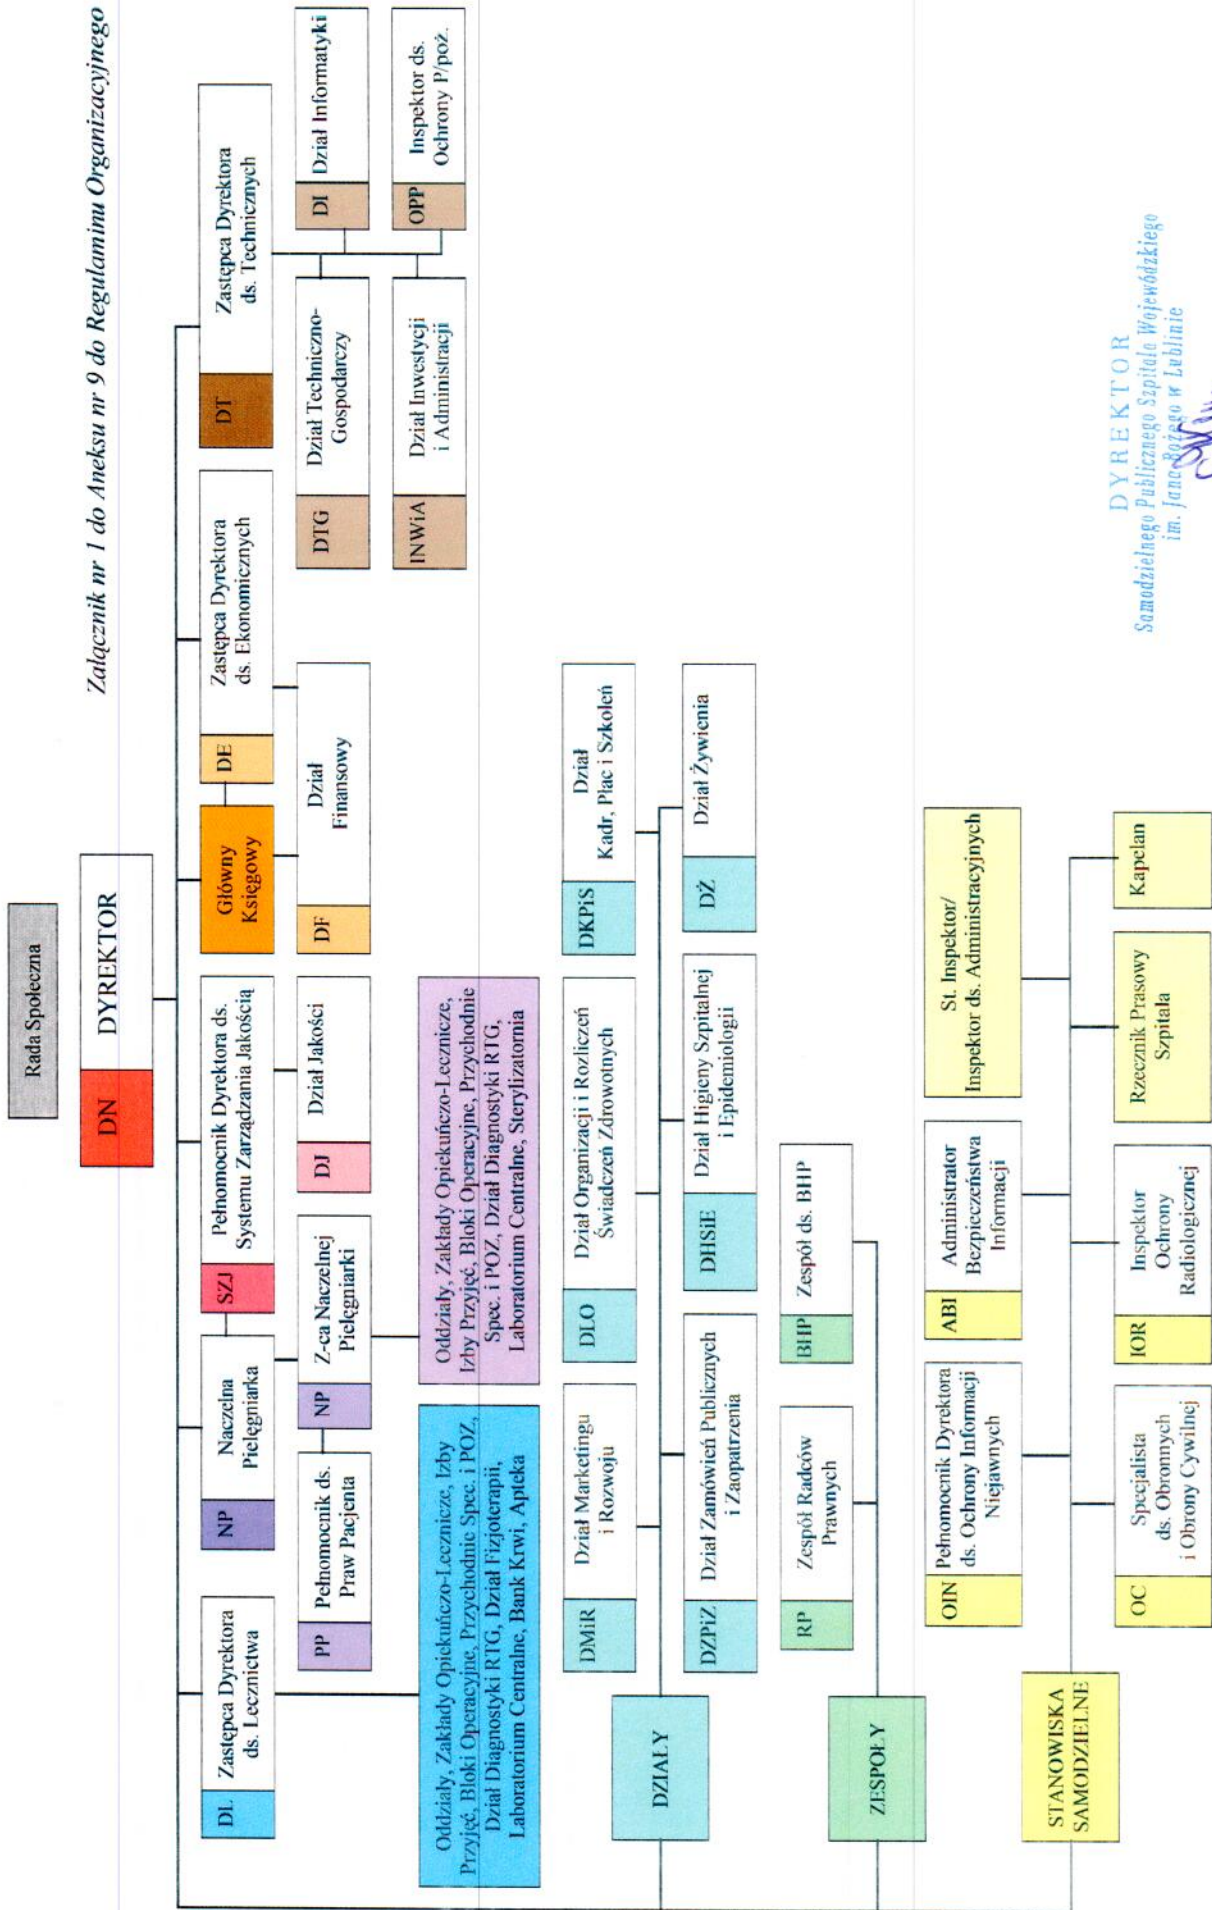 Rada Społeczna
Załącznik nr 1 do Aneksu nr 9 do Regulaminu Organizacyjnego
DN
DYREKTOR
DL
Zastępca Dyrektora
ds. Lecznictwa
NP
Naczelna
Pielęgniarka
SZJ
Pełnomocnik Dyrektora ds.
Systemu Zarządzania Jakością
Główny
Księgowy
DE
Zastępca Dyrektora
ds. Ekonomicznych
DT
Zastępca Dyrektora
ds. Technicznych
PP
Pełnomocnik ds.
Praw Pacjenta
NP
Z-ca Naczelnej
Pielęgniarki
DJ
Dział Jakości
DF
Dział
Finansowy
DTG
Dział Techniczno-
Gospodarczy
DI
Dział Informatyki
INWiA
Dział Inwestycji
i Administracji
OPP
Inspektor ds.
Ochrony P/poż.
Oddziały, Zakłady Opiekuńczo-Lecznicze, Izby
Przyjęć, Bloki Operacyjne, Przychodnie Spec. i POZ,
Dział Diagnostyki RTG, Dział Fizjoterapii,
Laboratorium Centralne, Bank Krwi, Apteka
Oddziały, Zakłady Opiekuńczo-Lecznicze,
Izby Przyjęć, Bloki Operacyjne, Przychodnie
Spec. i POZ, Dział Diagnostyki RTG,
Laboratorium Centralne, Sterylizatornia
DZIAŁY
DMiR
Dział Marketingu
i Rozwoju
DLO
Dział Organizacji i Rozliczeń
Świadczeń Zdrowotnych
DKPiS
Dział
Kadr, Płac i Szkoleń
DZPiZ
Dział Zamówień Publicznych
i Zaopatrzenia
DHSiE
Dział Higieny Szpitalnej
i Epidemiologii
DŻ
Dział Żywienia
ZESPOŁY
RP
Zespół Radców
Prawnych
BHP
Zespół ds. BHP
STANOWISKA
SAMODZIELNE
OIN
Pełnomocnik Dyrektora
ds. Ochrony Informacji
Niejawnych
ABI
Administrator
Bezpieczeństwa
Informacji
St. Inspektor/
Inspektor ds. Administracyjnych
OC
Specjalista
ds. Obronnych
i Obrony Cywilnej
IOR
Inspektor
Ochrony
Radiologicznej
Rzecznik Prasowy
Szpitala
Kapelan
DYREKTOR
Samodzielnego Publicznego Szpitala Wojewódzkiego
im. Jana Bożego w Lublinie